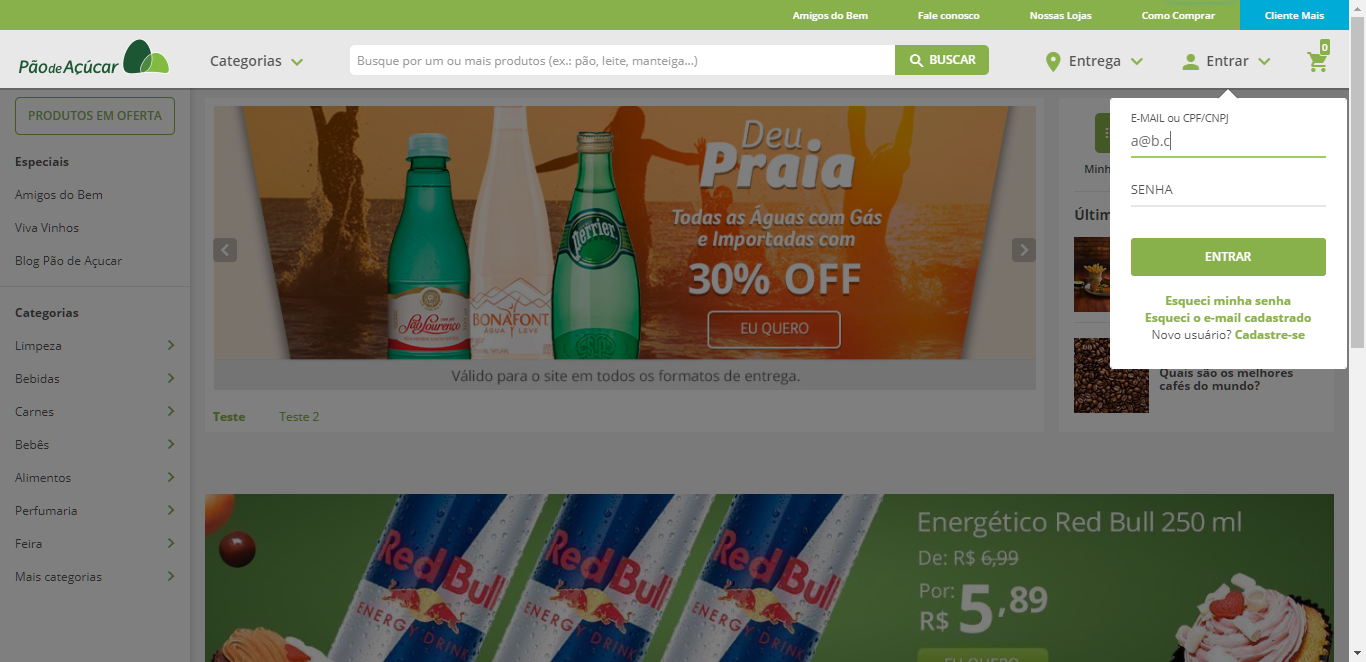 Amigos do Bem
Fale conosco
Nossas Lojas
Como Comprar
Cliente Mais
Pão de Açúcar
Categorias
Busque por um ou mais produtos (ex.: pão, leite, manteiga...)
BUSCAR
Entrega
Entrar
0
PRODUTOS EM OFERTA
Especiais
Amigos do Bem
Viva Vinhos
Blog Pão de Açucar
Categorias
Limpeza
Bebidas
Carnes
Bebês
Alimentos
Perfumaria
Feira
Mais categorias
Deu
Praia
Todas as Águas com Gás
e Importadas com
30% OFF
EU QUERO
São Lourenço
BONAFONT
ÁGUA LEVE
perrier
Válido para o site em todos os formatos de entrega.
Teste
Teste 2
E-MAIL ou CPF/CNPJ
a@b.c
SENHA
ENTRAR
Esqueci minha senha
Esqueci o e-mail cadastrado
Novo usuário? Cadastre-se
Minh
Últim
Quais são os melhores
cafés do mundo?
Red Bull
ENERGY DRINK
Red Bull
ENERGY DRINK
Red Bull
ENERGY DRINK
Energético Red Bull 250 ml
De: R$ 6,99
Por:
R$ 5,89
EU QUERO